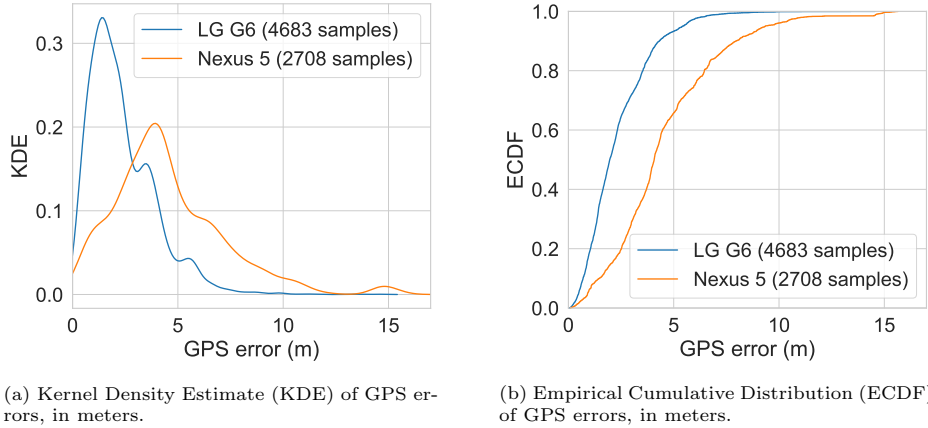 LG G6 (4683 samples)
Nexus 5 (2708 samples)
KDE
0.3
0.2
0.1
0.0
0
5
10
15
GPS error (m)
(a) Kernel Density Estimate (KDE) of GPS er-
rors, in meters.
1.0
0.8
0.6
0.4
0.2
0.0
ECDF
LG G6 (4683 samples)
Nexus 5 (2708 samples)
0
5
10
15
GPS error (m)
(b) Empirical Cumulative Distribution (ECDF)
of GPS errors, in meters.